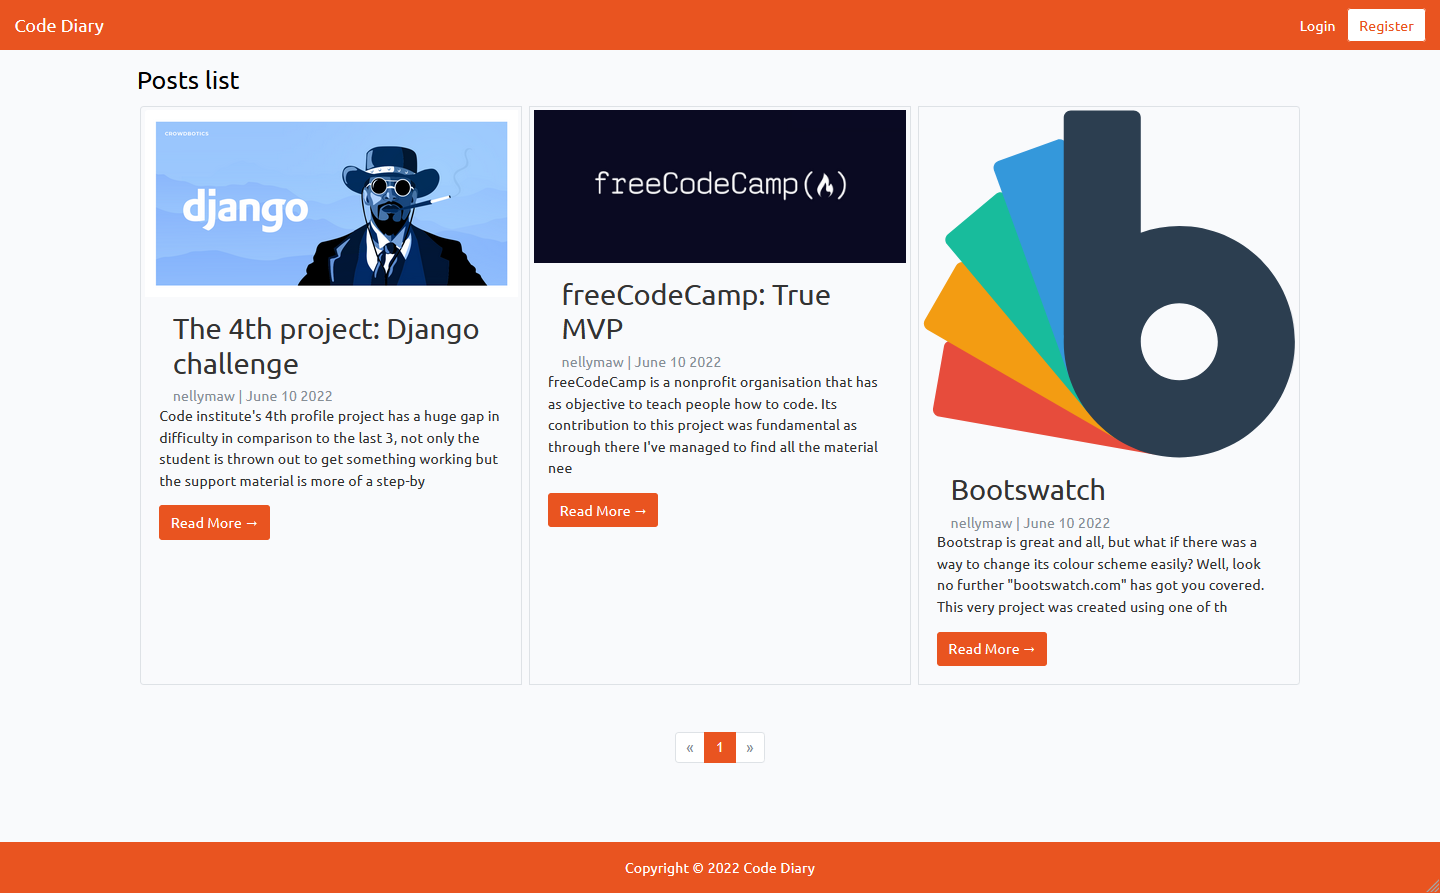 Code Diary
Login
Register
Posts list
CROWDBOTICS
django
The 4th project: Django
challenge
nellymaw | June 10 2022
Code institute's 4th profile project has a huge gap in
difficulty in comparison to the last 3, not only the
student is thrown out to get something working but
the support material is more of a step-by
Read More →
freeCodeCamp(🔥)
freeCodeCamp: True
MVP
nellymaw | June 10 2022
freeCodeCamp is a nonprofit organisation that has
as objective to teach people how to code. Its
contribution to this project was fundamental as
through there I've managed to find all the material
nee
Read More →
b
Bootswatch
nellymaw | June 10 2022
Bootstrap is great and all, but what if there was a
way to change its colour scheme easily? Well, look
no further "bootswatch.com" has got you covered.
This very project was created using one of th
Read More →
« 1 »
Copyright © 2022 Code Diary